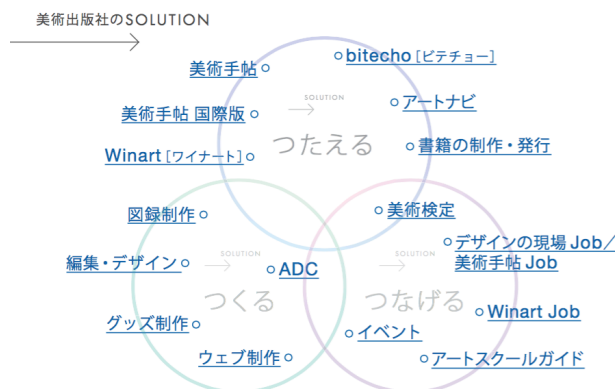 美術出版社のSOLUTION
bitecho [ビテチョー]
美術手帖
SOLUTION
アートナビ
美術手帖 国際版
つたえる
書籍の制作・発行
Winart [ワイナート]
図録制作
美術検定
デザインの現場 Job／
美術手帖 Job
編集・デザイン
SOLUTION
ADC
SOLUTION
つくる
つなげる
Winart Job
グッズ制作
イベント
ウェブ制作
アートスクールガイド